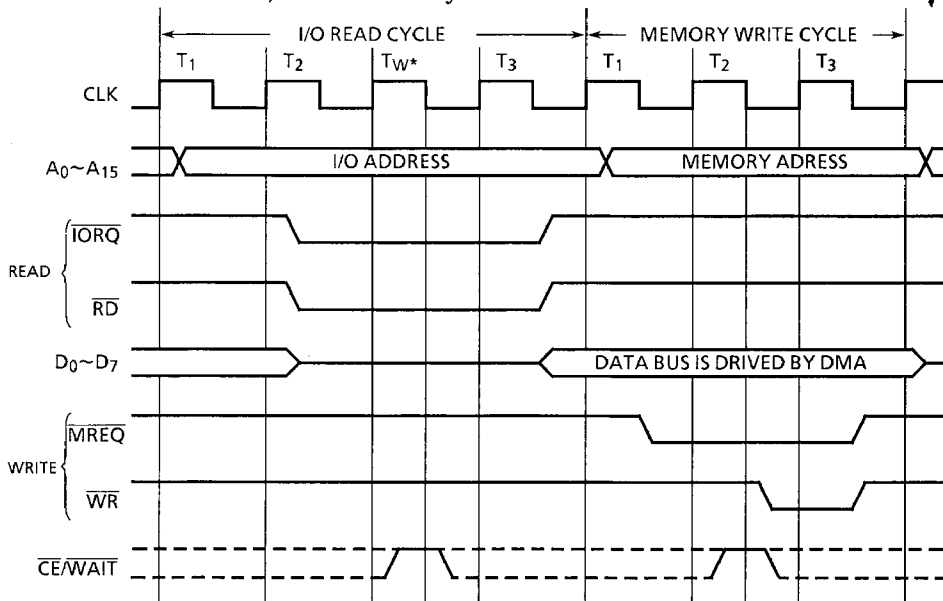 I/O READ CYCLE MEMORY WRITE CYCLE
T1 T2 TW* T3 T1 T2 T3
CLK
A0~A15 I/O ADDRESS MEMORY ADRESS
IORQ
READ
RD
D0~D7 DATA BUS IS DRIVED BY DMA
MREQ
WRITE
WR
CE/WAIT